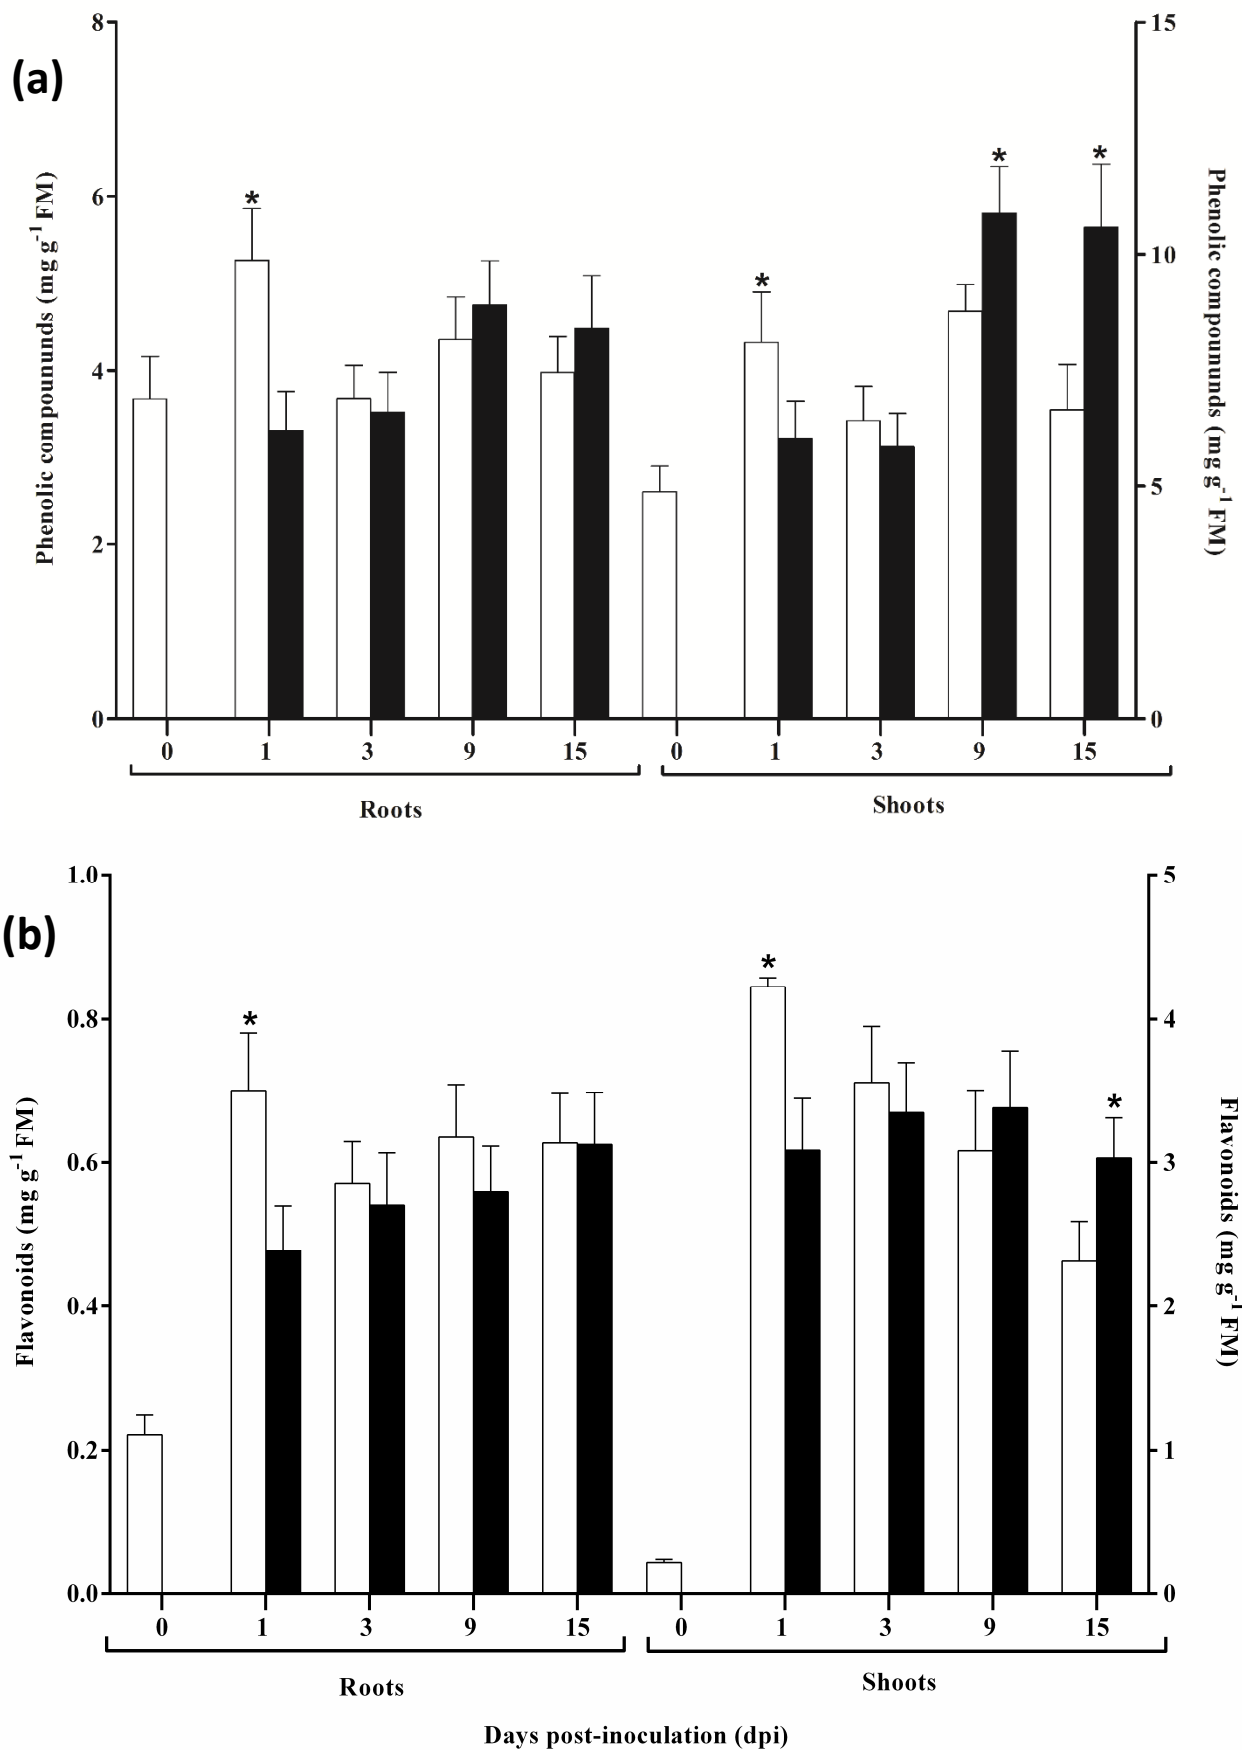 (a)
8
6
4
2
0
Phenolic compoununds (mg g-1 FM)
15
10
5
0
Phenolic compoununds (mg g-1 FM)
*
*
*
*
0 1 3 9 15 0 1 3 9 15
Roots Shoots
(b)
1.0
0.8
0.6
0.4
0.2
0.0
Flavonoids (mg g-1 FM)
5
4
3
2
1
0
Flavonoids (mg g-1 FM)
*
*
*
0 1 3 9 15 0 1 3 9 15
Roots Shoots
Days post-inoculation (dpi)